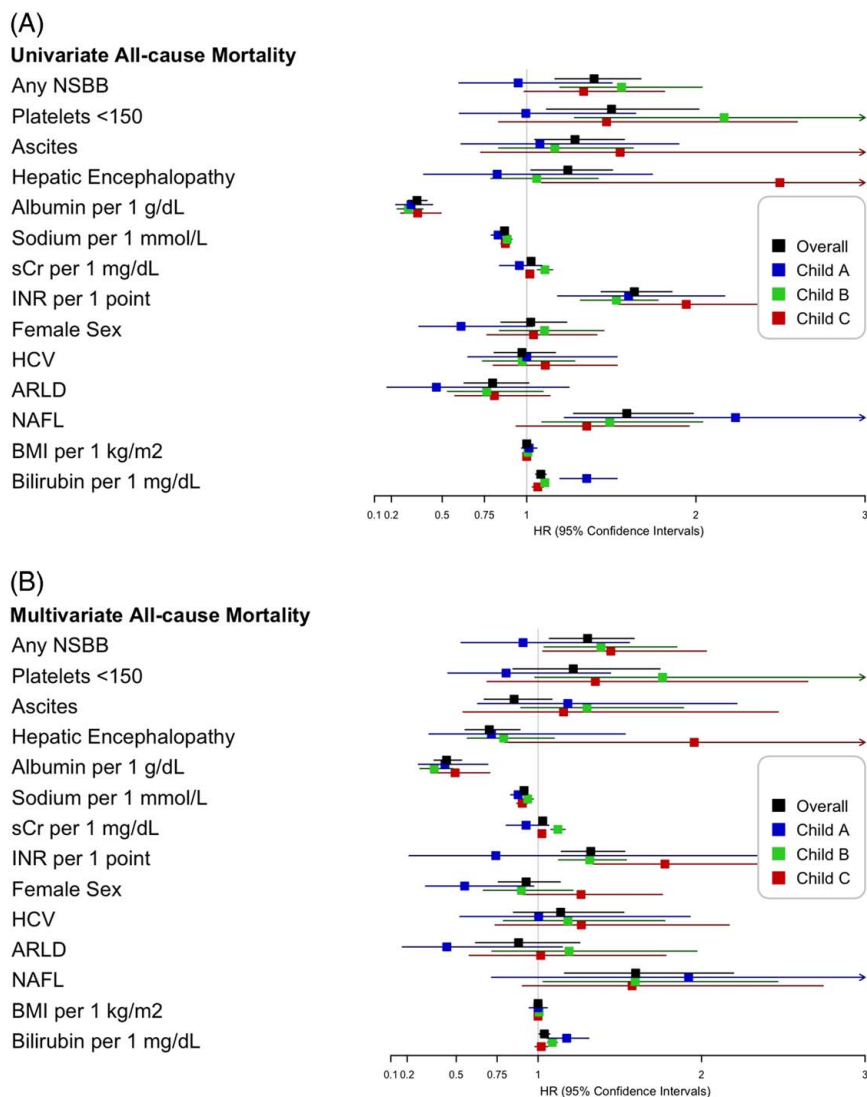 (A)
Univariate All-cause Mortality
Any NSBB
Platelets <150
Ascites
Hepatic Encephalopathy
Albumin per 1 g/dL
Sodium per 1 mmol/L
sCr per 1 mg/dL
INR per 1 point
Female Sex
HCV
ARLD
NAFL
BMI per 1 kg/m2
Bilirubin per 1 mg/dL
Overall
Child A
Child B
Child C
0.1 0.2 0.5 0.75 1 2 3
HR (95% Confidence Intervals)
(B)
Multivariate All-cause Mortality
Any NSBB
Platelets <150
Ascites
Hepatic Encephalopathy
Albumin per 1 g/dL
Sodium per 1 mmol/L
sCr per 1 mg/dL
INR per 1 point
Female Sex
HCV
ARLD
NAFL
BMI per 1 kg/m2
Bilirubin per 1 mg/dL
Overall
Child A
Child B
Child C
0.1 0.2 0.5 0.75 1 2 3
HR (95% Confidence Intervals)